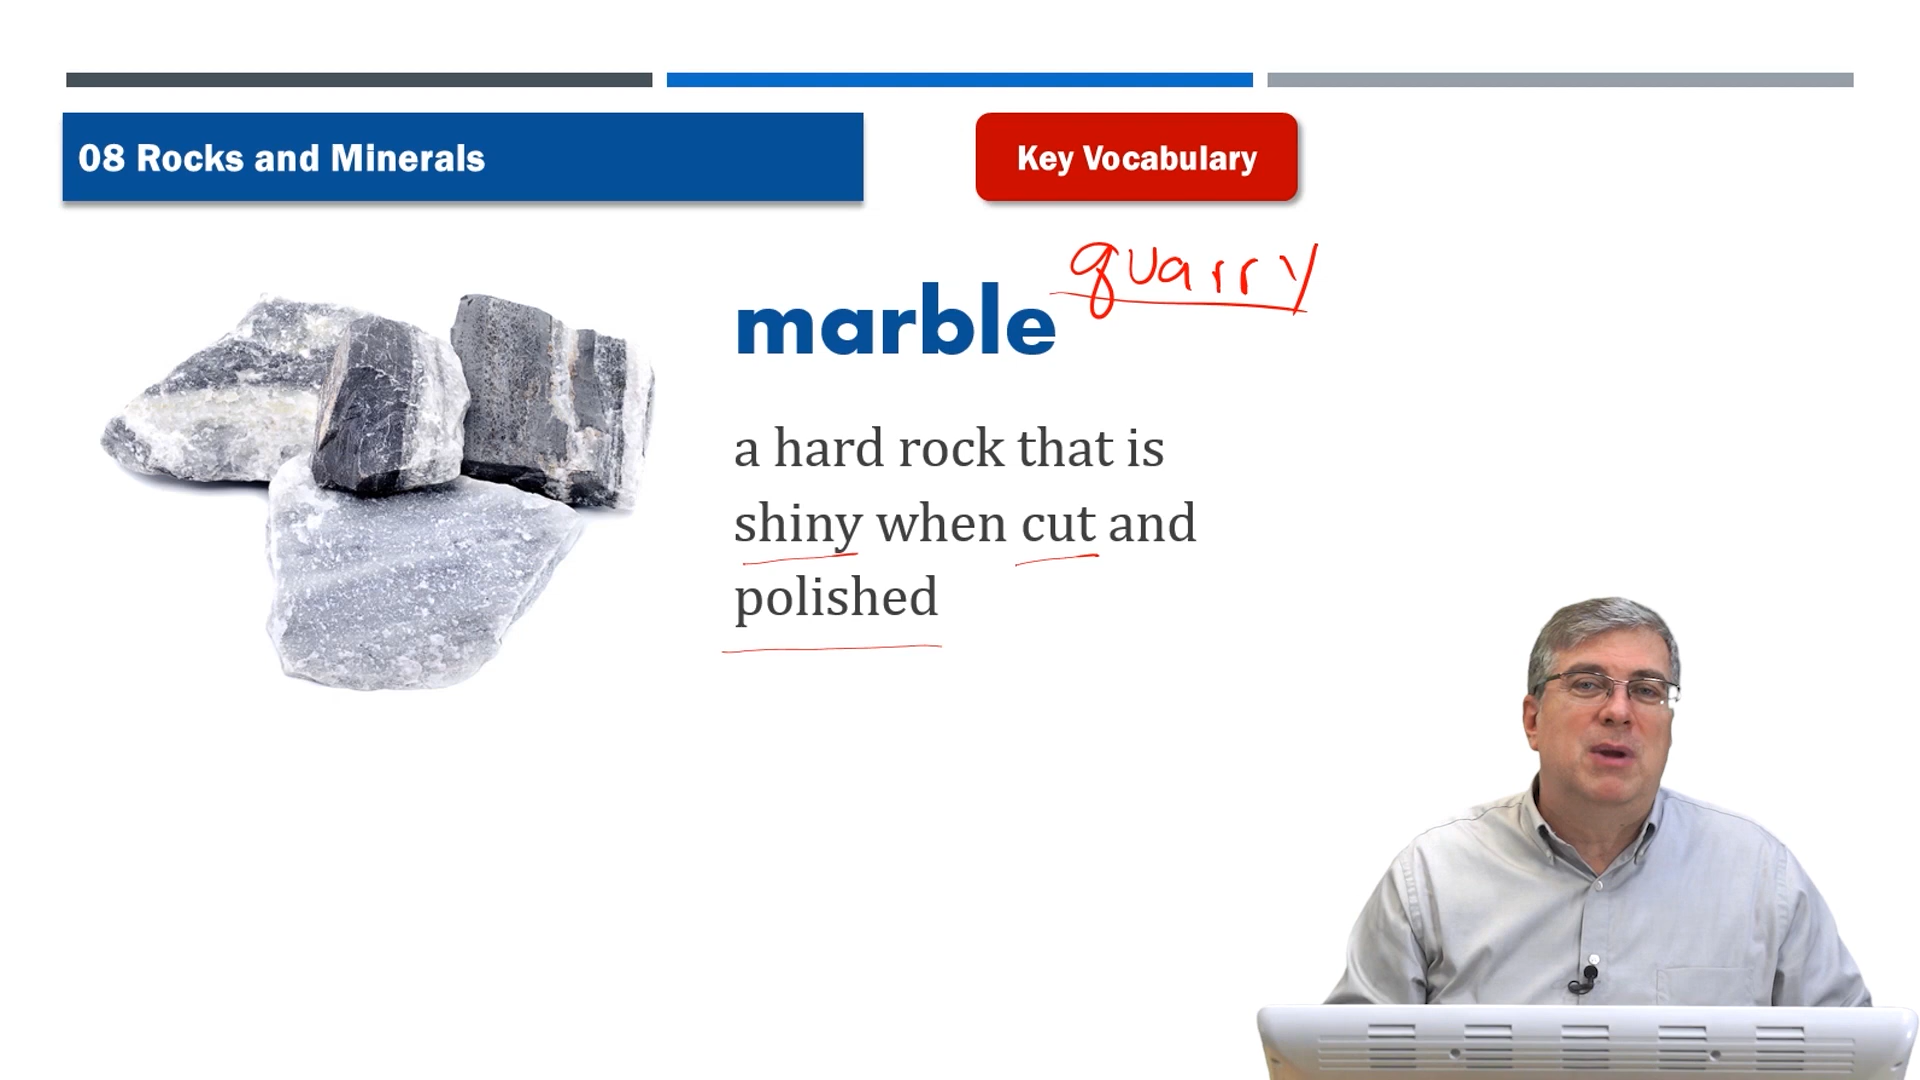 08 Rocks and Minerals
Key Vocabulary
quarry
marble
a hard rock that is
shiny when cut and
polished